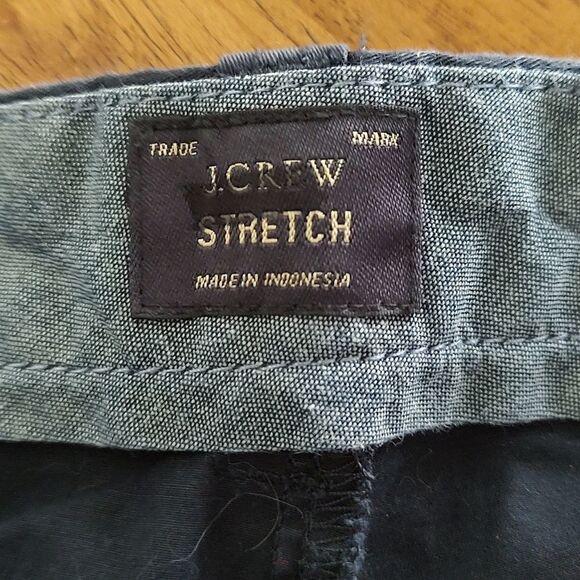 TRADE MARK
J.CREW
STRETCH
MADE IN INDONESIA